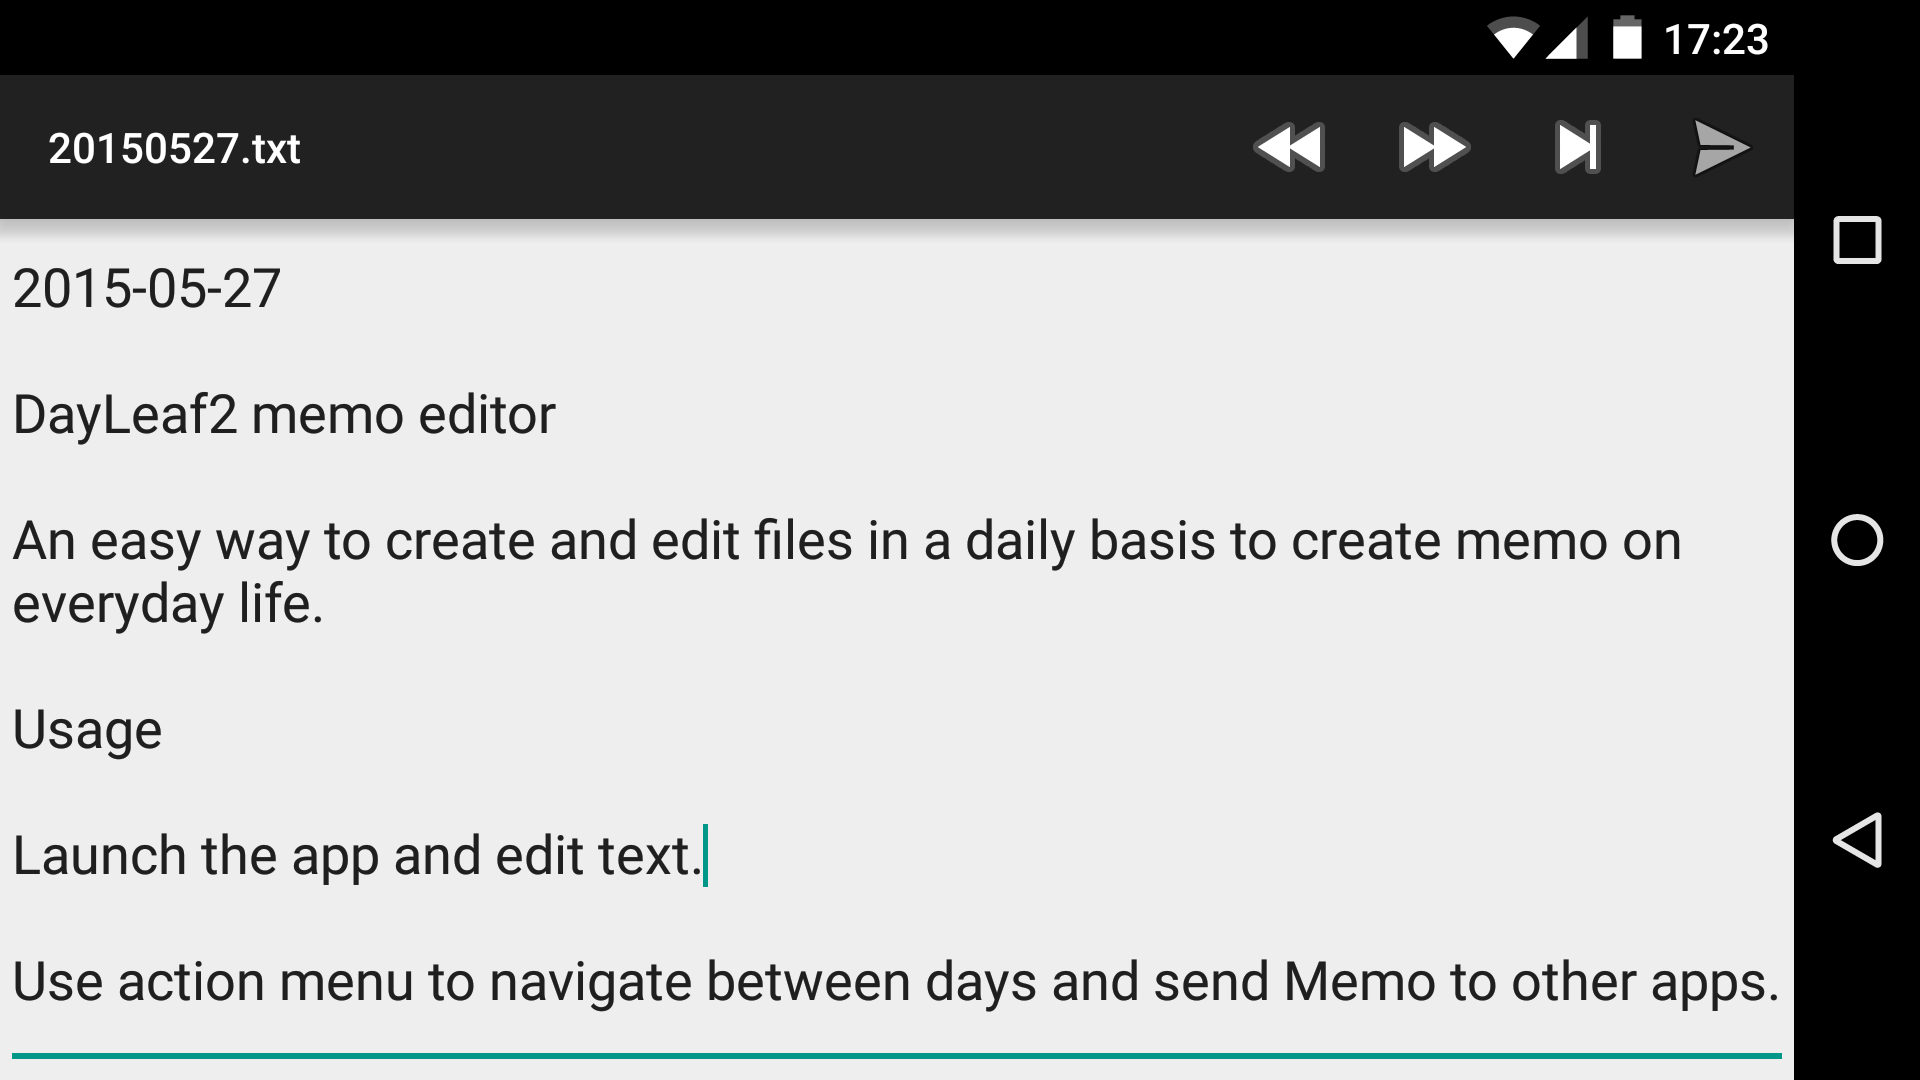 17:23
20150527.txt
2015-05-27
DayLeaf2 memo editor
An easy way to create and edit files in a daily basis to create memo on
everyday life.
Usage
Launch the app and edit text.
Use action menu to navigate between days and send Memo to other apps.